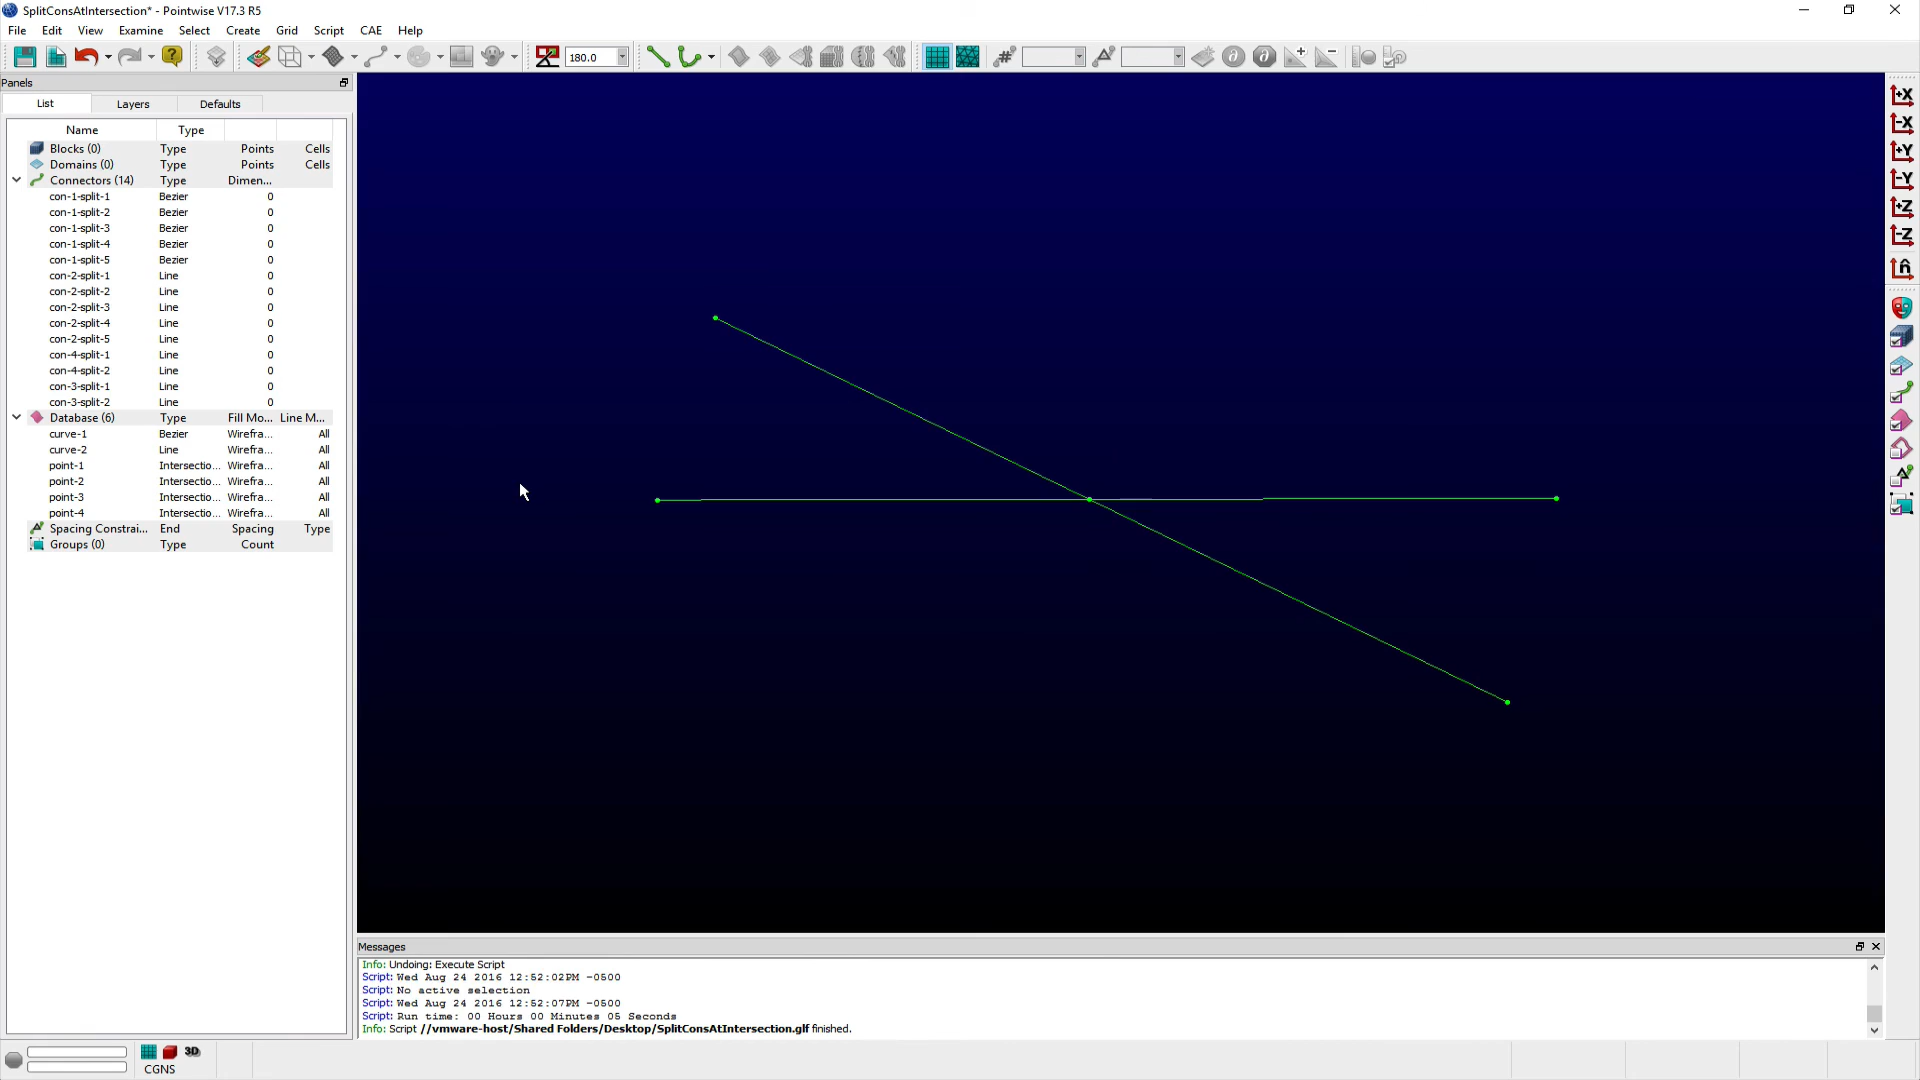 SplitConsAtIntersection* - Pointwise V17.3 R5
File Edit View Examine Select Create Grid Script CAE Help
180.0
Panels
List Layers Defaults
Name Type
Blocks (0) Type Points Cells
Domains (0) Type Points Cells
Connectors (14) Type Dimen...
con-1-split-1 Bezier 0
con-1-split-2 Bezier 0
con-1-split-3 Bezier 0
con-1-split-4 Bezier 0
con-1-split-5 Bezier 0
con-2-split-1 Line 0
con-2-split-2 Line 0
con-2-split-3 Line 0
con-2-split-4 Line 0
con-2-split-5 Line 0
con-4-split-1 Line 0
con-4-split-2 Line 0
con-3-split-1 Line 0
con-3-split-2 Line 0
Database (6) Type Fill Mo... Line M...
curve-1 Bezier Wirefra... All
curve-2 Line Wirefra... All
point-1 Intersectio... Wirefra... All
point-2 Intersectio... Wirefra... All
point-3 Intersectio... Wirefra... All
point-4 Intersectio... Wirefra... All
Spacing Constrai... End Spacing Type
Groups (0) Type Count
+X
-X
+Y
-Y
+Z
-Z
n̂
Messages
Info: Undoing: Execute Script
Script: Wed Aug 24 2016 12:52:02PM -0500
Script: No active selection
Script: Wed Aug 24 2016 12:52:07PM -0500
Script: Run time: 00 Hours 00 Minutes 05 Seconds
Info: Script //vmware-host/Shared Folders/Desktop/SplitConsAtIntersection.glf finished.
3D
CGNS